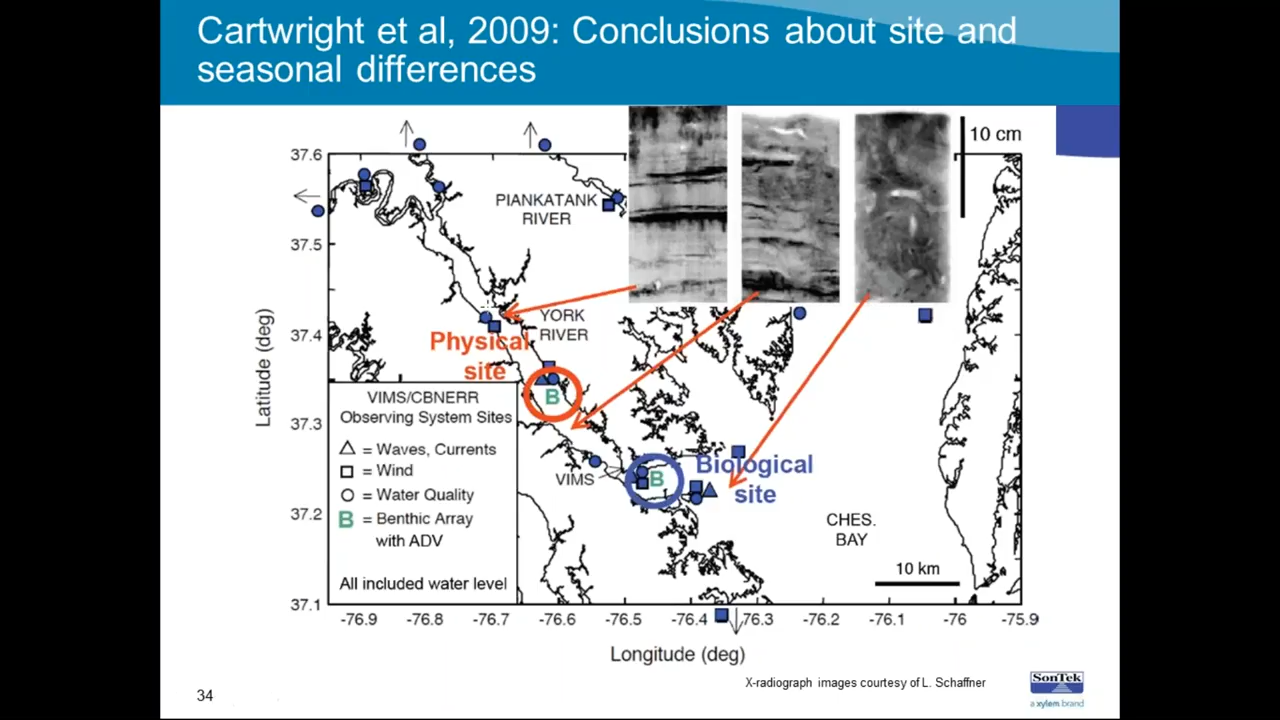 Cartwright et al, 2009: Conclusions about site and
seasonal differences
10 cm
37.6
37.5
37.4
37.3
37.2
37.1
Latitude (deg)
PIANKATANK
RIVER
YORK
RIVER
Physical
site
B
VIMS/CBNERR
Observing System Sites
= Waves, Currents
= Wind
= Water Quality
B = Benthic Array
with ADV
All included water level
VIMS
B
Biological
site
CHES.
BAY
10 km
-76.9 -76.8 -76.7 -76.6 -76.5 -76.4 -76.3 -76.2 -76.1 -76 -75.9
Longitude (deg)
X-radiograph images courtesy of L. Schaffner
34
SonTek
a xylem brand